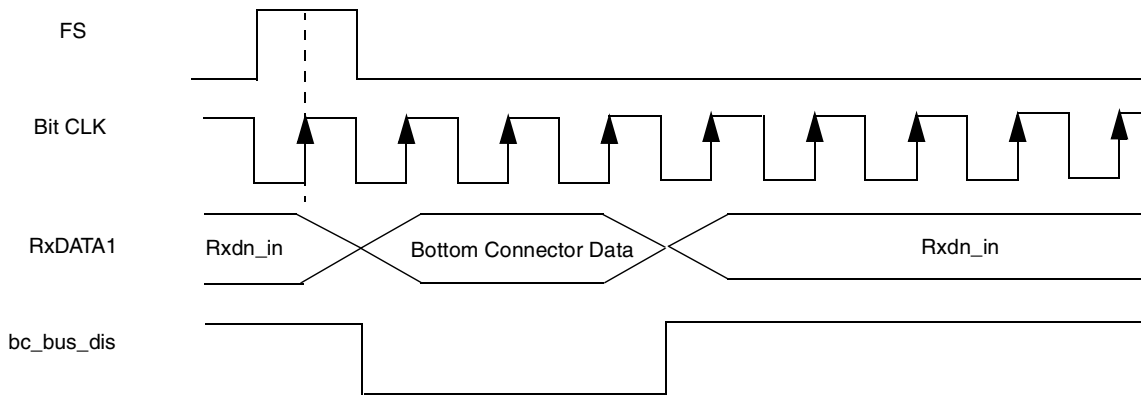 FS
Bit CLK
RxDATA1
Rxdn_in
Bottom Connector Data
Rxdn_in
bc_bus_dis